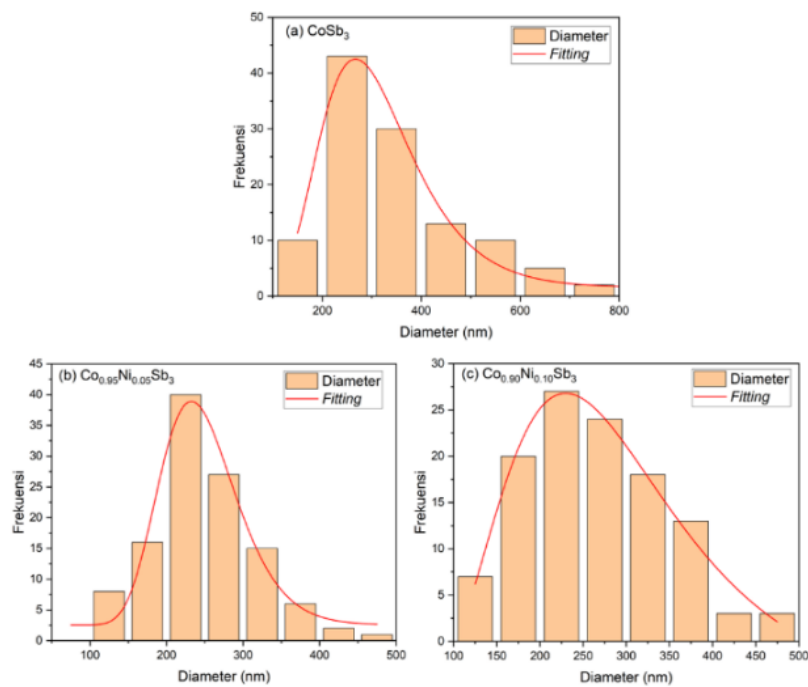 (a) CoSb₃
Diameter
Fitting
50
40
30
20
10
0
Frekuensi
200
400
600
800
Diameter (nm)
(b) Co₀.₉₅Ni₀.₀₅Sb₃
Diameter
Fitting
45
40
35
30
25
20
15
10
5
0
Frekuensi
100
200
300
400
500
Diameter (nm)
(c) Co₀.₉₀Ni₀.₁₀Sb₃
Diameter
Fitting
30
25
20
15
10
5
0
Frekuensi
100
150
200
250
300
350
400
450
500
Diameter (nm)